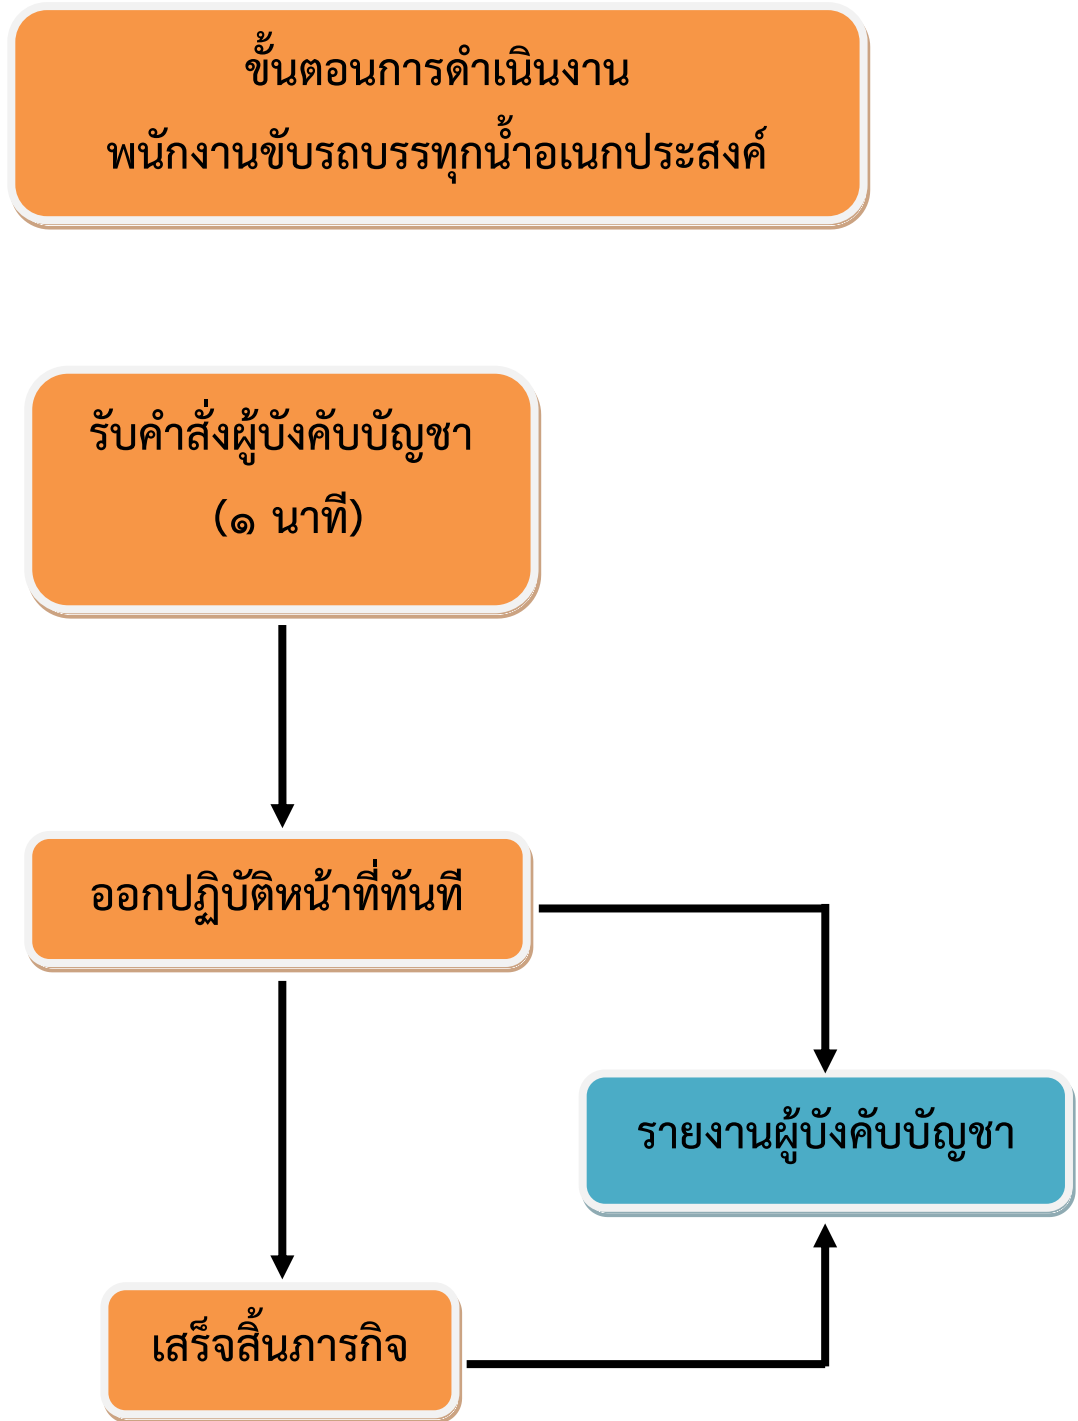 ขั้นตอนการดำเนินงาน
พนักงานขับรถบรรทุกน้ำอเนกประสงค์
รับคำสั่งผู้บังคับบัญชา
(๑ นาที)
ออกปฏิบัติหน้าที่ทันที
รายงานผู้บังคับบัญชา
เสร็จสิ้นภารกิจ